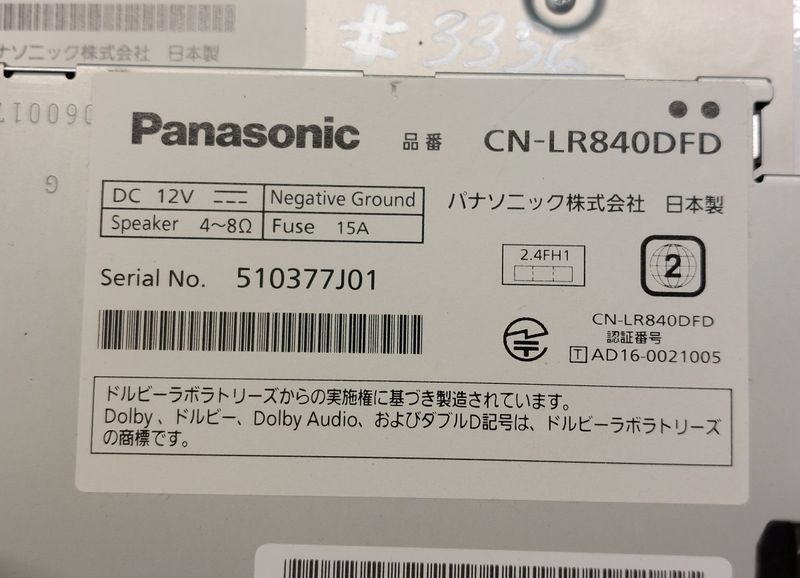 ナソニック株式会社 日本製
#3336
Panasonic 品番 CN-LR840DFD
DC 12V Negative Ground
Speaker 4~8Ω Fuse 15A
パナソニック株式会社 日本製
2.4FH1
2
Serial No. 510377J01
CN-LR840DFD
認証番号
T AD16-0021005
ドルビーラボラトリーズからの実施権に基づき製造されています。
Dolby、ドルビー、Dolby Audio、およびダブルD記号は、ドルビーラボラトリーズ
の商標です。